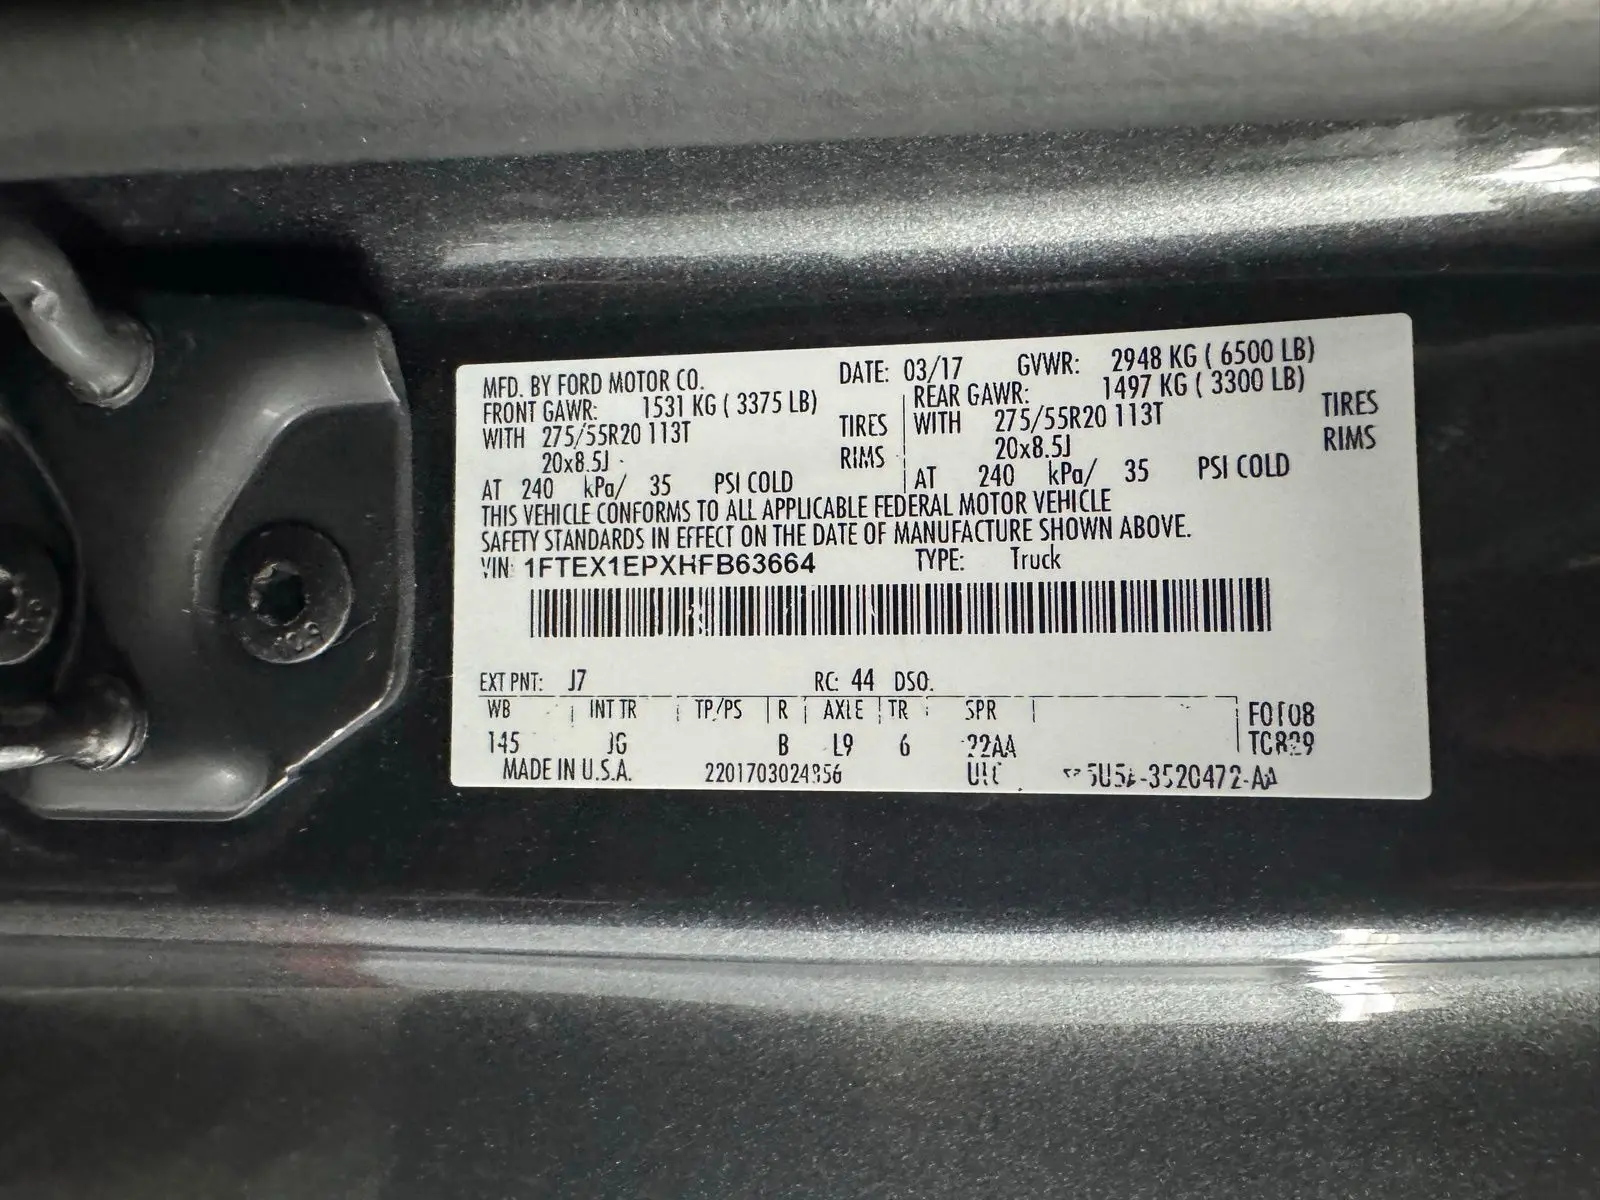 MFD. BY FORD MOTOR CO. DATE: 03/17 GVWR: 2948 KG ( 6500 LB)
FRONT GAWR: 1531 KG ( 3375 LB) REAR GAWR: 1497 KG ( 3300 LB)
WITH 275/55R20 113T TIRES WITH 275/55R20 113T TIRES
20x8.5J RIMS 20x8.5J RIMS
AT 240 kPa/ 35 PSI COLD AT 240 kPa/ 35 PSI COLD
THIS VEHICLE CONFORMS TO ALL APPLICABLE FEDERAL MOTOR VEHICLE
SAFETY STANDARDS IN EFFECT ON THE DATE OF MANUFACTURE SHOWN ABOVE.
VIN: 1FTEX1EPXHFB63664 TYPE: Truck
EXT PNT: J7 RC: 44 DSO:
WB INT TR TP/PS R AXLE TR SPR
145 JG B L9 6 22AA
MADE IN U.S.A.